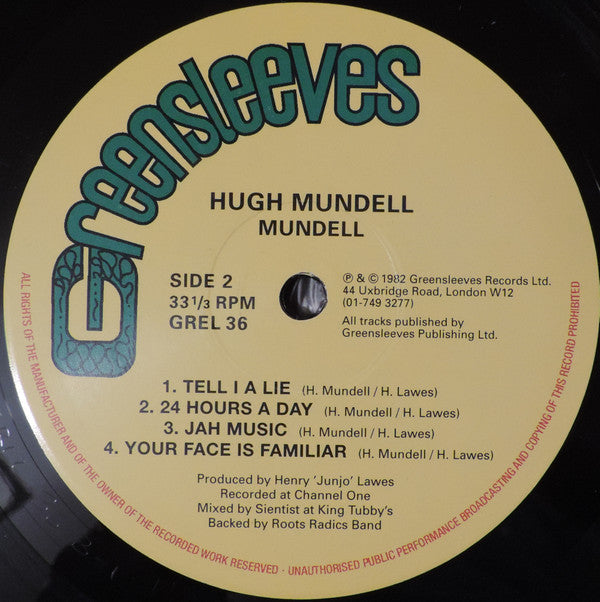 Greensleeves
HUGH MUNDELL
MUNDELL
SIDE 2
33 1/3 RPM
GREL 36
℗ & © 1982 Greensleeves Records Ltd.
44 Uxbridge Road, London W12
(01-749 3277)
All tracks published by
Greensleeves Publishing Ltd.
1. TELL I A LIE (H. Mundell / H. Lawes)
2. 24 HOURS A DAY (H. Mundell / H. Lawes)
3. JAH MUSIC (H. Mundell / H. Lawes)
4. YOUR FACE IS FAMILIAR (H. Mundell / H. Lawes)
Produced by Henry 'Junjo' Lawes
Recorded at Channel One
Mixed by Sientist at King Tubby's
Backed by Roots Radics Band
ALL RIGHTS OF THE MANUFACTURER AND OF THE OWNER OF THE RECORDED WORK RESERVED · UNAUTHORISED PUBLIC PERFORMANCE BROADCASTING AND COPYING OF THIS RECORD PROHIBITED